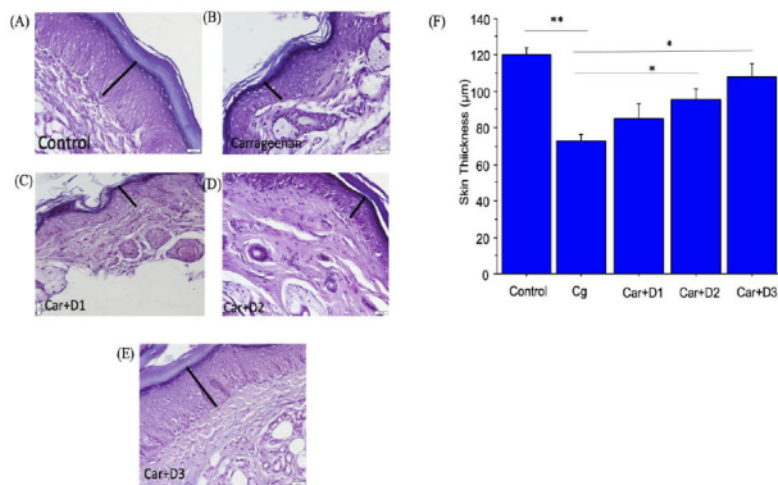 (A)
Control
(B)
Carrageenan
(C)
Car+D1
(D)
Car+D2
(E)
Car+D3
(F)
Skin Thiickness (μm)
140
120
100
80
60
40
20
0
**
*
*
Control Cg Car+D1 Car+D2 Car+D3